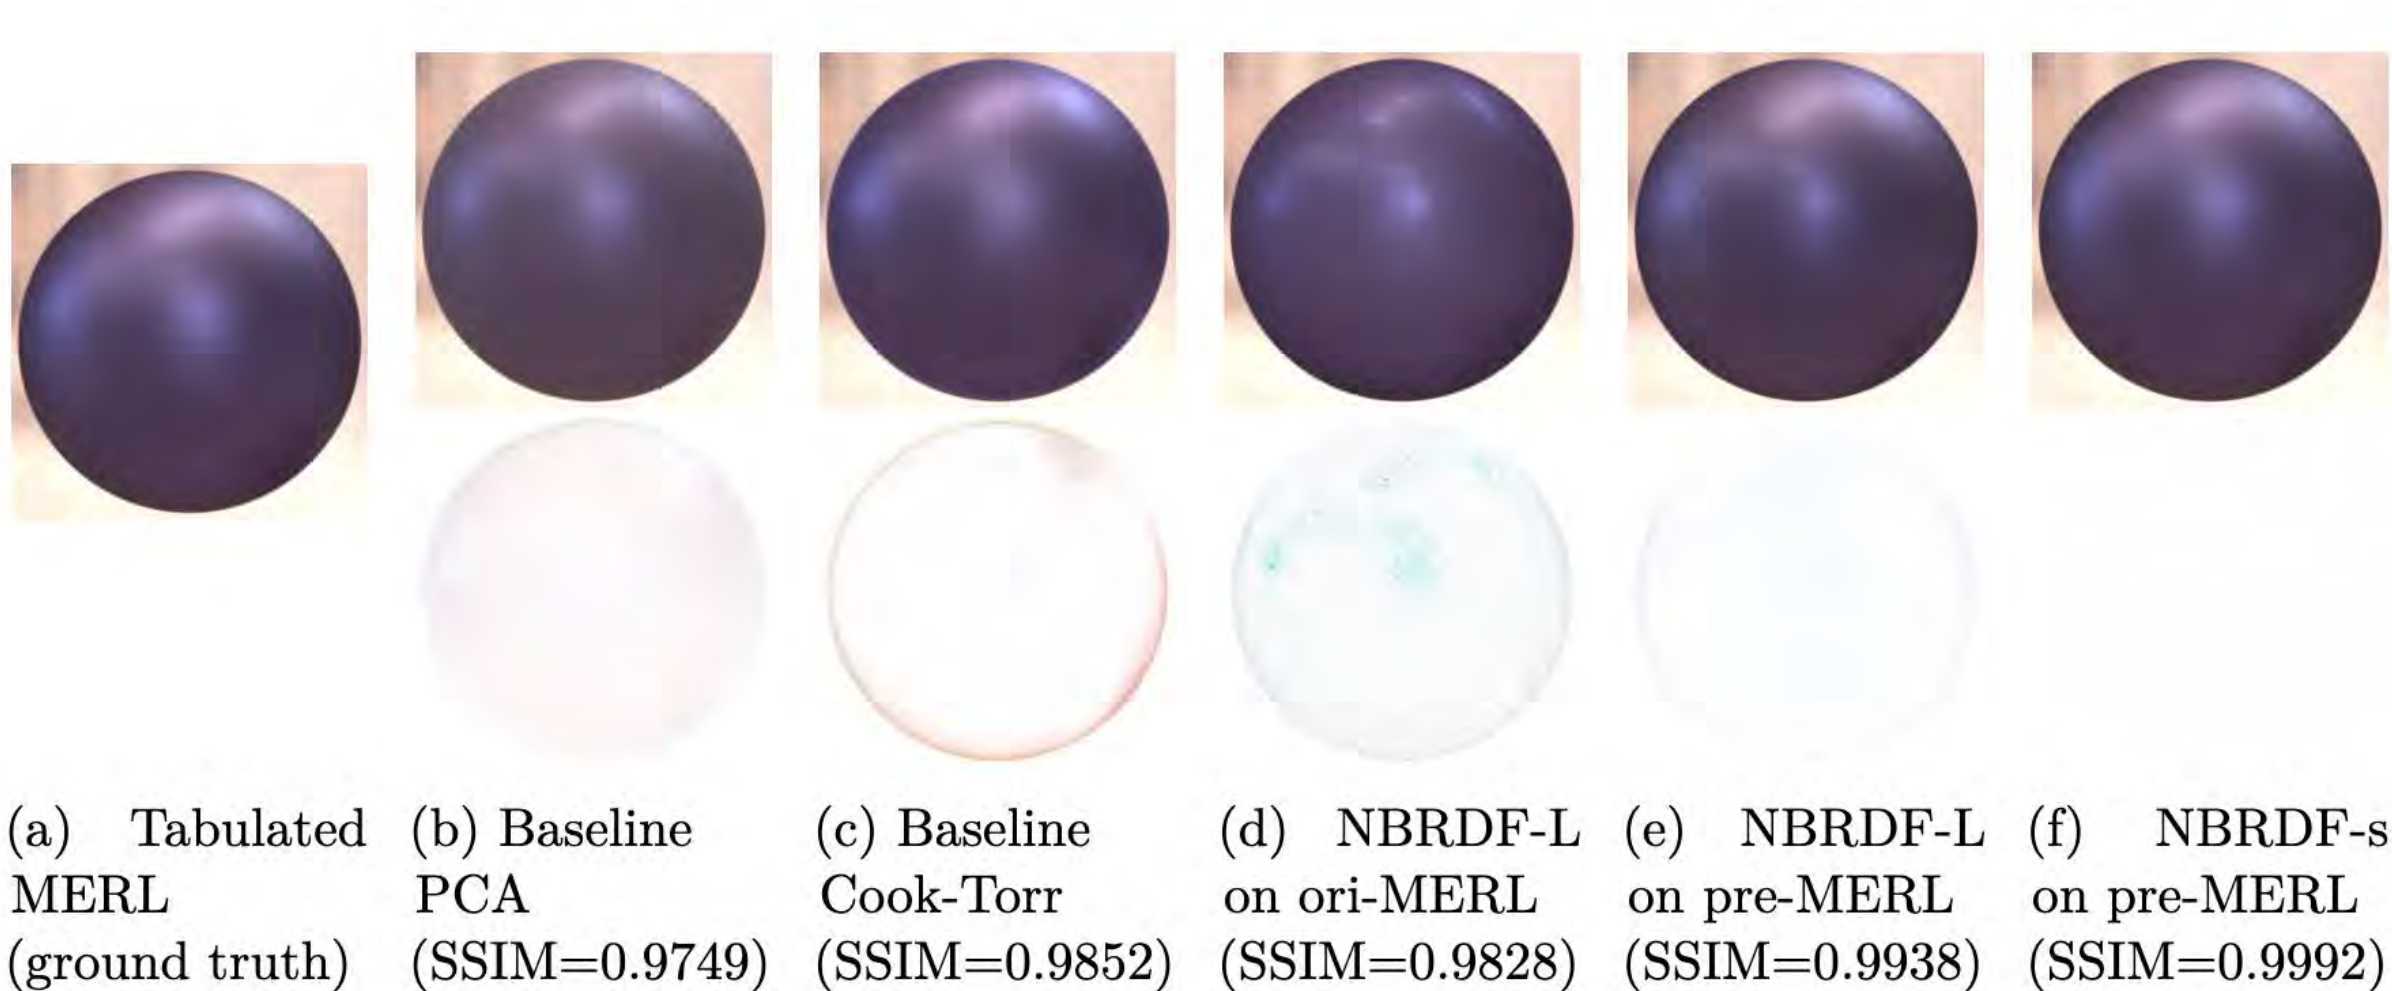 (a) Tabulated
MERL
(ground truth)
(b) Baseline
PCA
(SSIM=0.9749)
(c) Baseline
Cook-Torr
(SSIM=0.9852)
(d) NBRDF-L
on ori-MERL
(SSIM=0.9828)
(e) NBRDF-L
on pre-MERL
(SSIM=0.9938)
(f) NBRDF-s
on pre-MERL
(SSIM=0.9992)